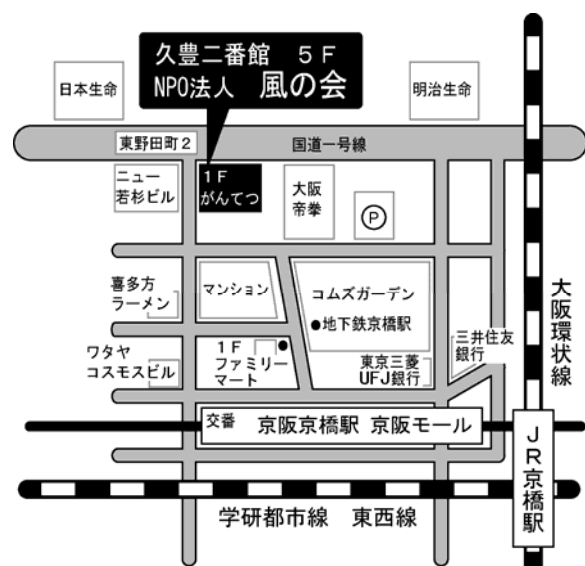 久豊二番館 5F
NPO法人 風の会
日本生命
明治生命
東野田町2
国道一号線
ニュー
若杉ビル
1F
がんてつ
大阪
帝拳
P
喜多方
ラーメン
マンション
コムズガーデン
地下鉄京橋駅
大阪環状線
ワタヤ
コスモスビル
1F
ファミリー
マート
東京三菱
UFJ銀行
三井住友
銀行
交番
京阪京橋駅 京阪モール
JR京橋駅
学研都市線 東西線